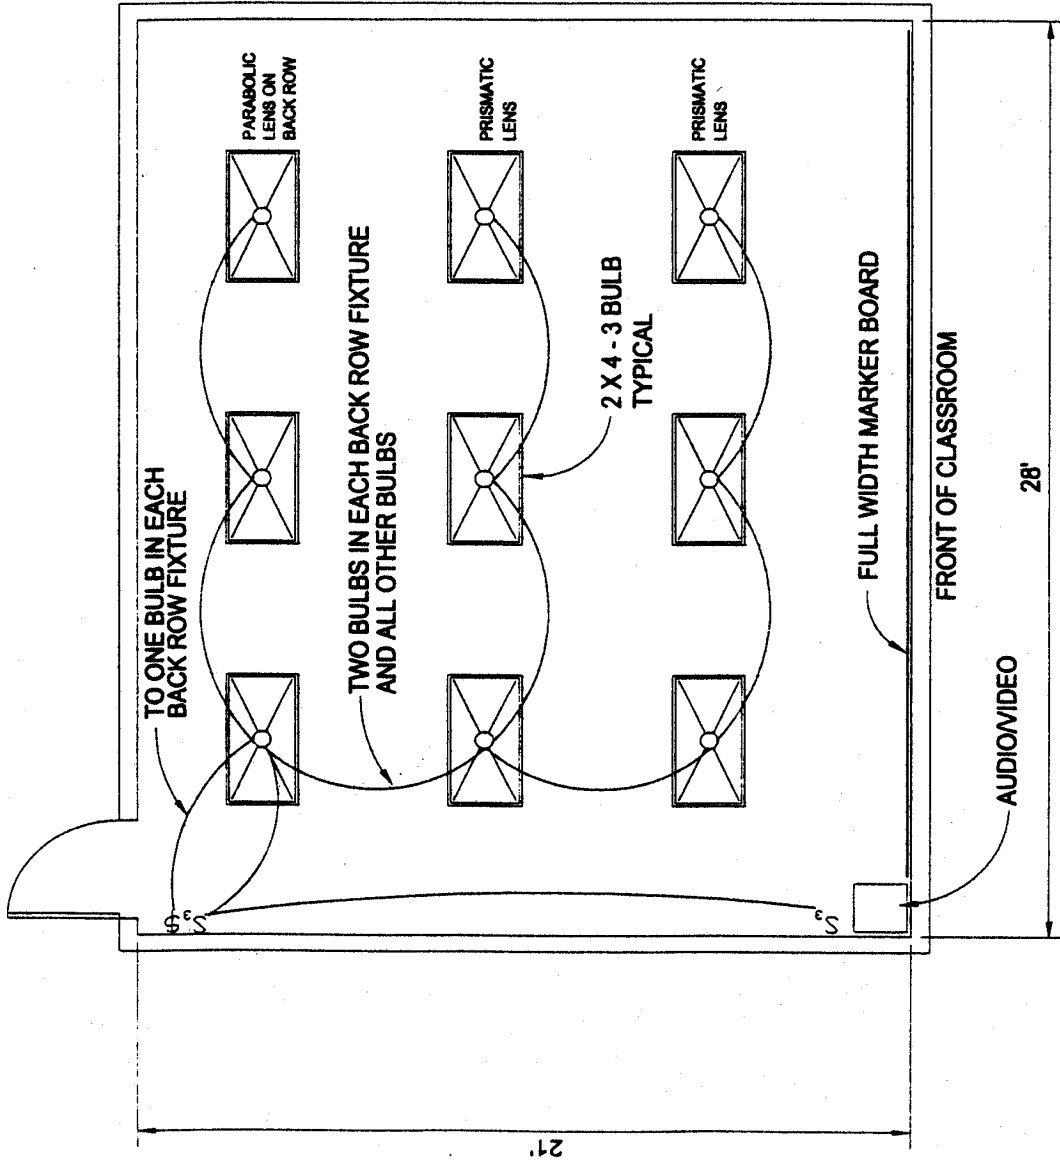 PARABOLIC
LENS ON
BACK ROW
PRISMATIC
LENS
PRISMATIC
LENS
TO ONE BULB IN EACH
BACK ROW FIXTURE
TWO BULBS IN EACH BACK ROW FIXTURE
AND ALL OTHER BULBS
2 X 4 - 3 BULB
TYPICAL
FULL WIDTH MARKER BOARD
FRONT OF CLASSROOM
28'
AUDIO/VIDEO
S3
S3
21'